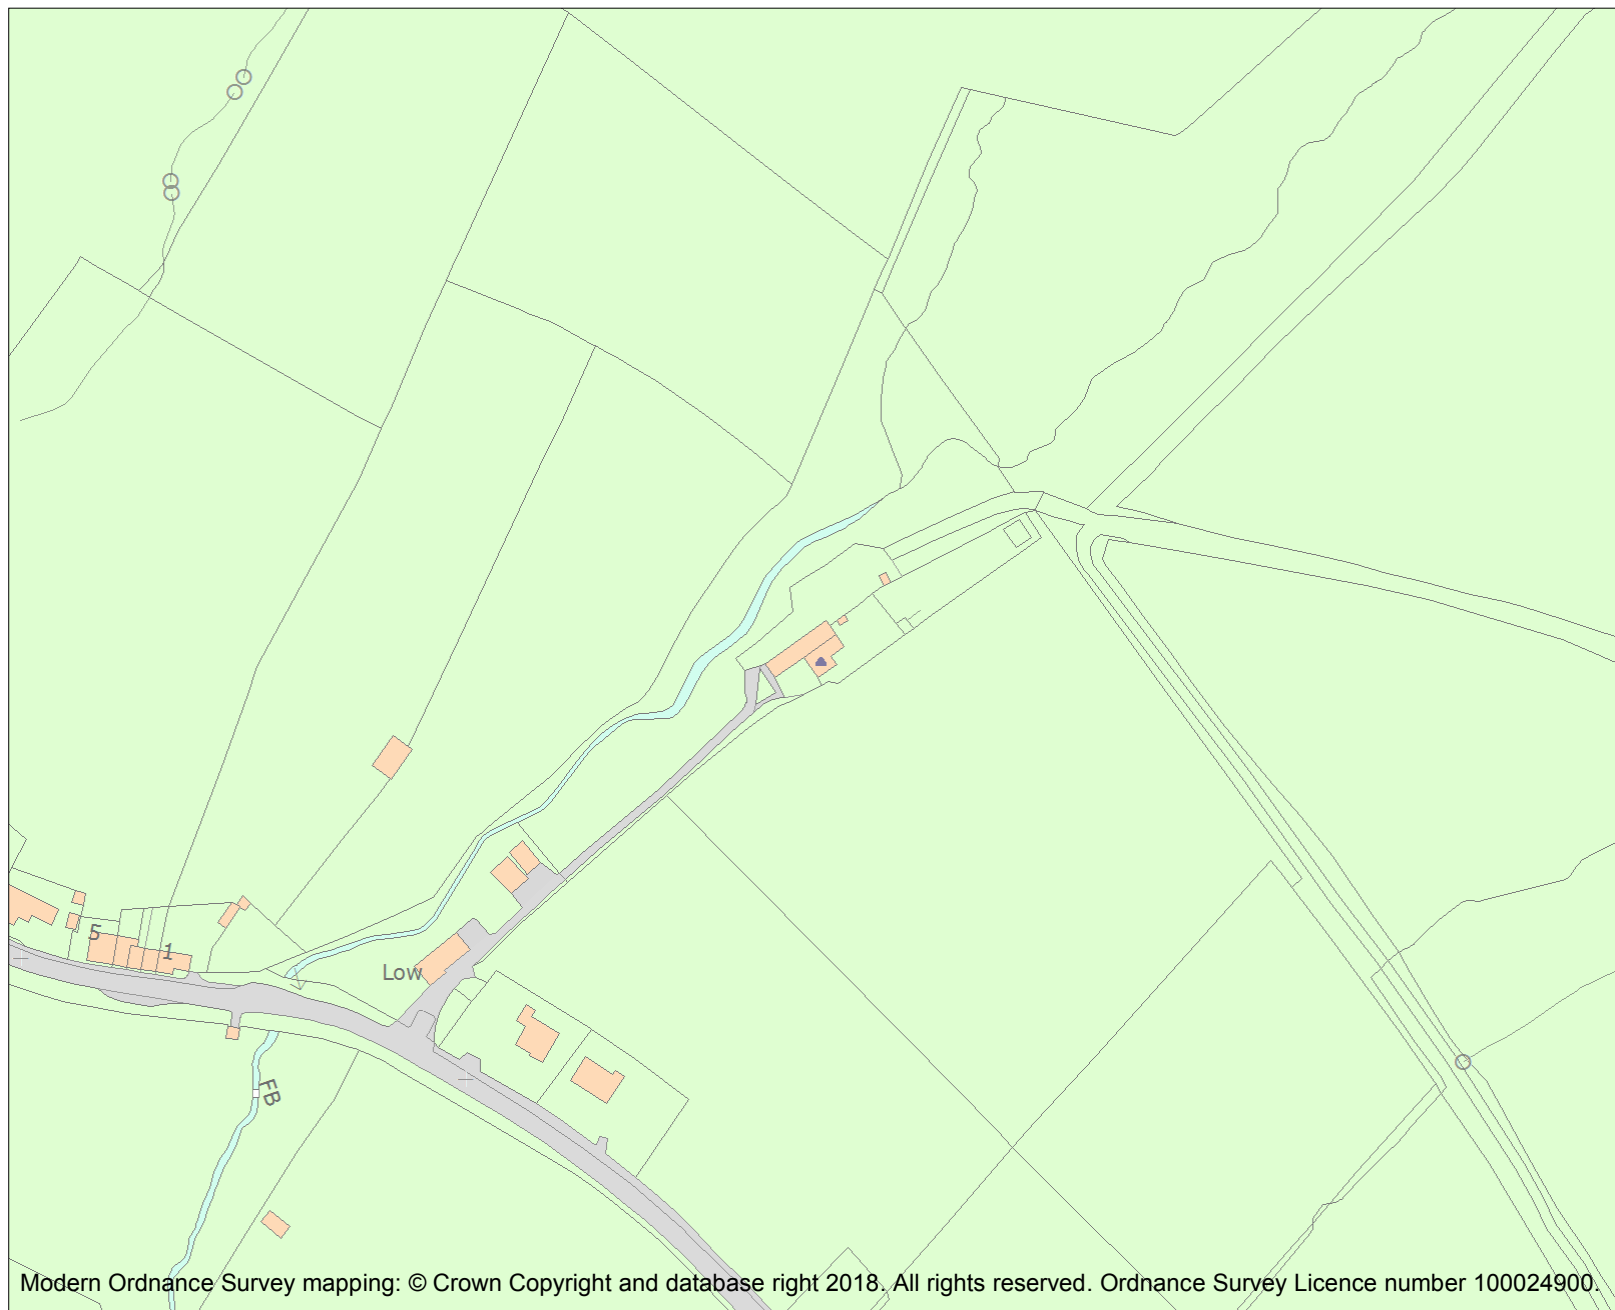 5
1
Low
FB
Modern Ordnance Survey mapping: © Crown Copyright and database right 2018. All rights reserved. Ordnance Survey Licence number 100024900.